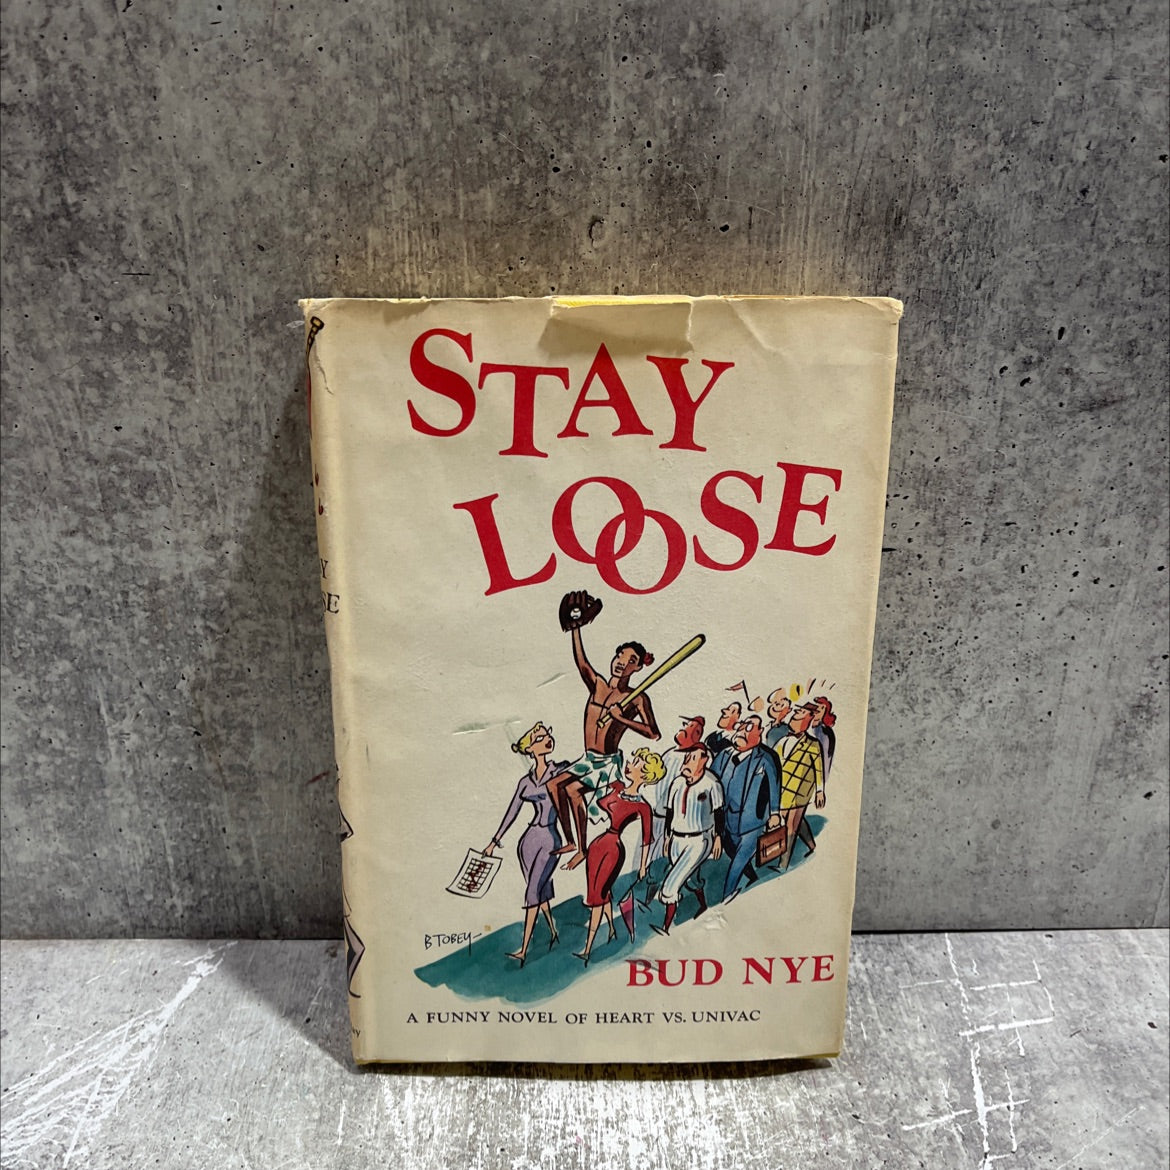 STAY
LOOSE
B TOBEY
BUD NYE
A FUNNY NOVEL OF HEART VS. UNIVAC